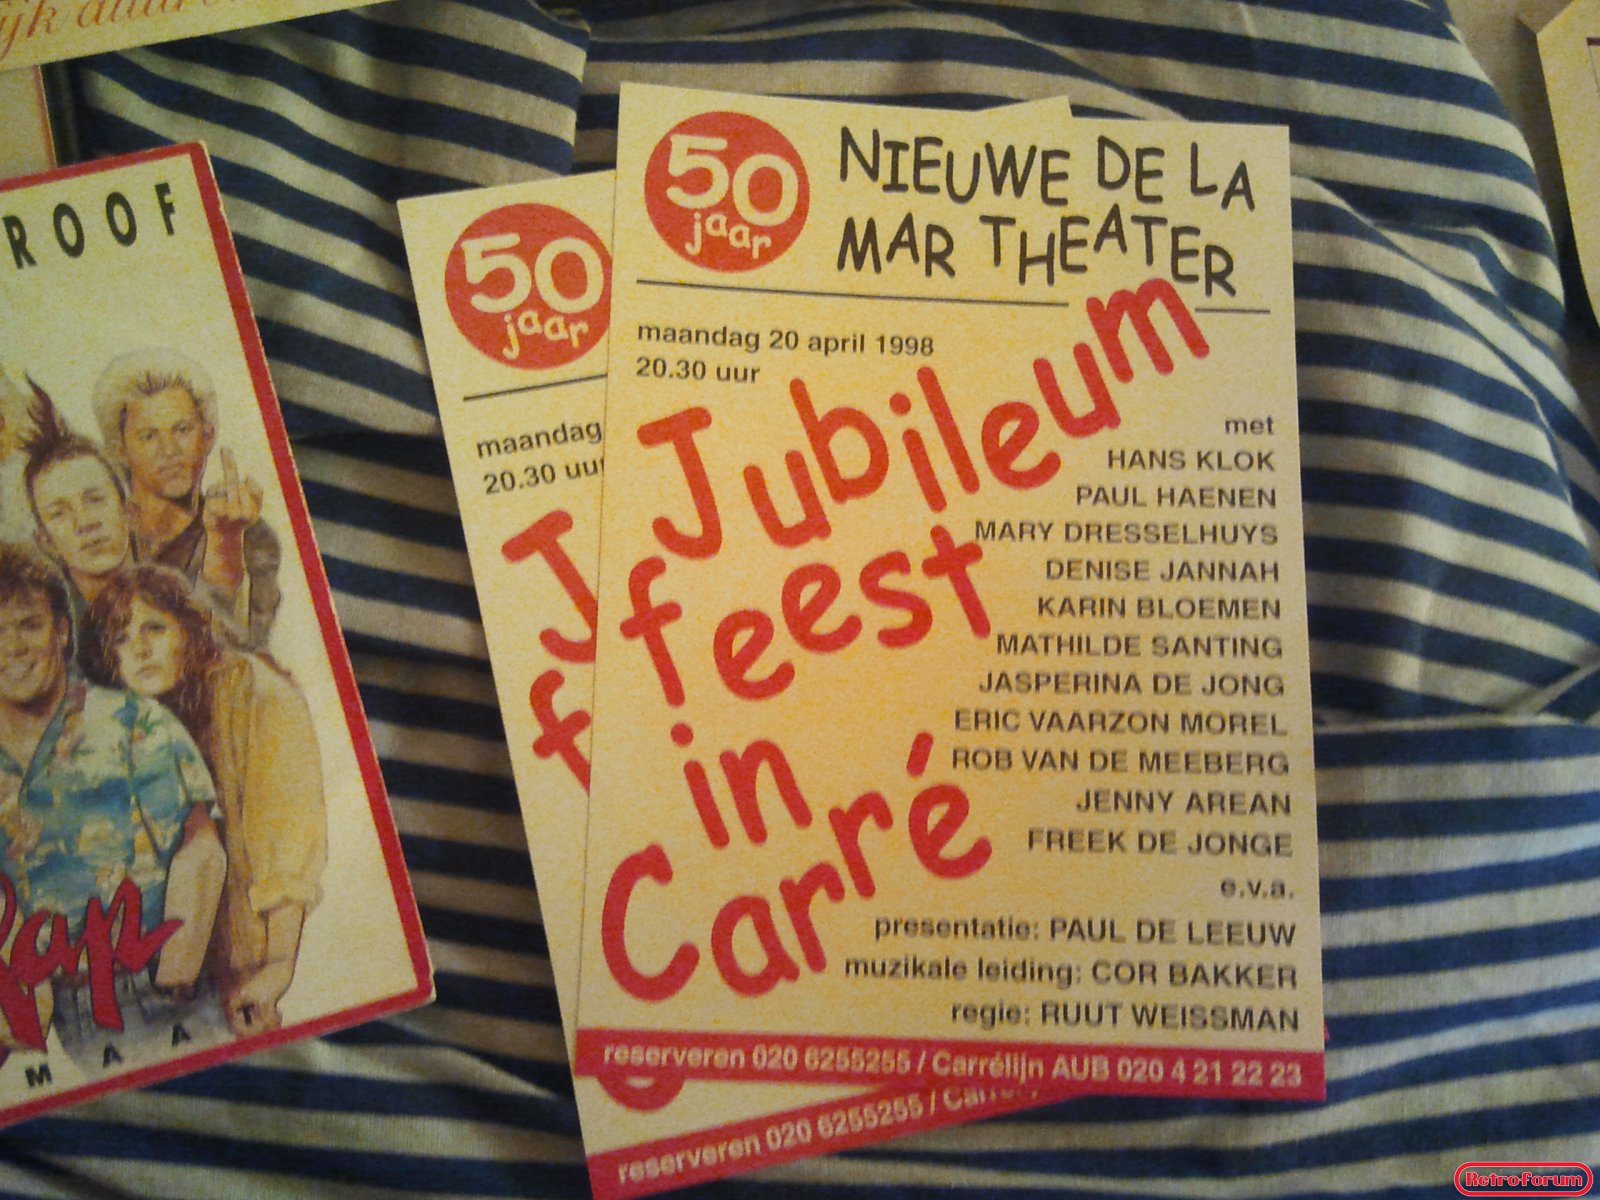 ROOF
Rap
MAAT
50
jaar
maandag
20.30 uur
J
f
reserveren 020 6255255 / Carré
50
jaar
NIEUWE DE LA
MAR THEATER
maandag 20 april 1998
20.30 uur
Jubileum
feest
in
Carré
met
HANS KLOK
PAUL HAENEN
MARY DRESSELHUYS
DENISE JANNAH
KARIN BLOEMEN
MATHILDE SANTING
JASPERINA DE JONG
ERIC VAARZON MOREL
ROB VAN DE MEEBERG
JENNY AREAN
FREEK DE JONGE
e.v.a.
presentatie: PAUL DE LEEUW
muzikale leiding: COR BAKKER
regie: RUUT WEISSMAN
reserveren 020 6255255 / Carrélijn AUB 020 4 21 22 23
RetroForum